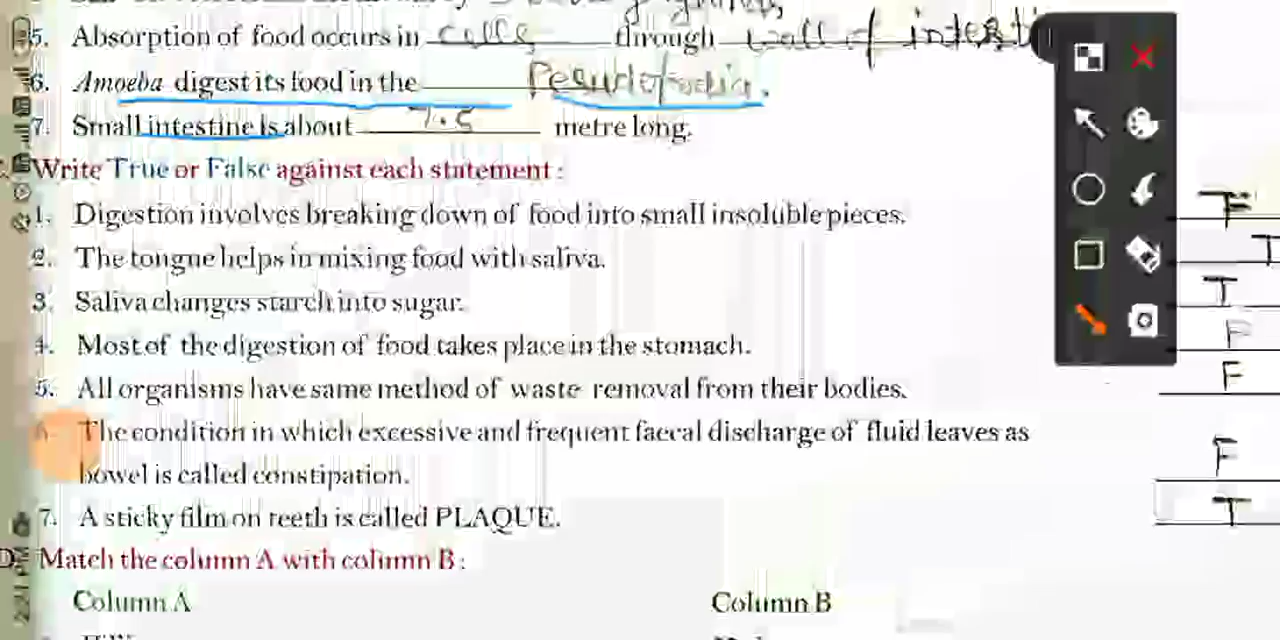 5. Absorption of food occurs in cells through wall of intesti
6. Amoeba digest its food in the Pesudofodia.
7. Small intestine is about 7.5 metre long.
Write True or False against each statement :
1. Digestion involves breaking down of food into small insoluble pieces. F
2. The tongue helps in mixing food with saliva. T
3. Saliva changes starch into sugar. T
4. Most of the digestion of food takes place in the stomach. F
5. All organisms have same method of waste removal from their bodies. F
6. The condition in which excessive and frequent faecal discharge of fluid leaves as
bowel is called constipation. F
7. A sticky film on teeth is called PLAQUE. T
D. Match the column A with column B :
Column A Column B